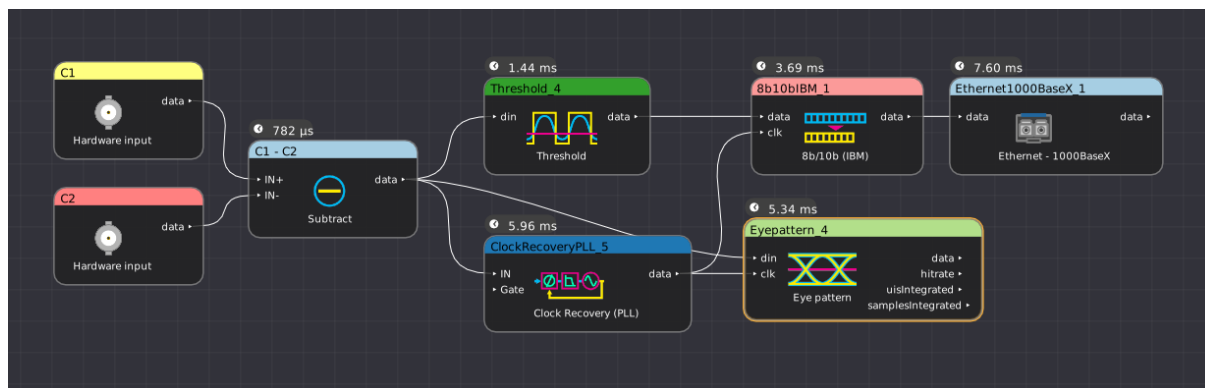 C1
data
Hardware input
C2
data
Hardware input
782 µs
C1 - C2
IN+
IN-
data
Subtract
1.44 ms
Threshold_4
din
data
Threshold
5.96 ms
ClockRecoveryPLL_5
IN
Gate
data
Clock Recovery (PLL)
3.69 ms
8b10bIBM_1
data
clk
data
8b/10b (IBM)
5.34 ms
Eyepattern_4
din
clk
data
hitrate
uisIntegrated
samplesIntegrated
Eye pattern
7.60 ms
Ethernet1000BaseX_1
data
data
Ethernet - 1000BaseX